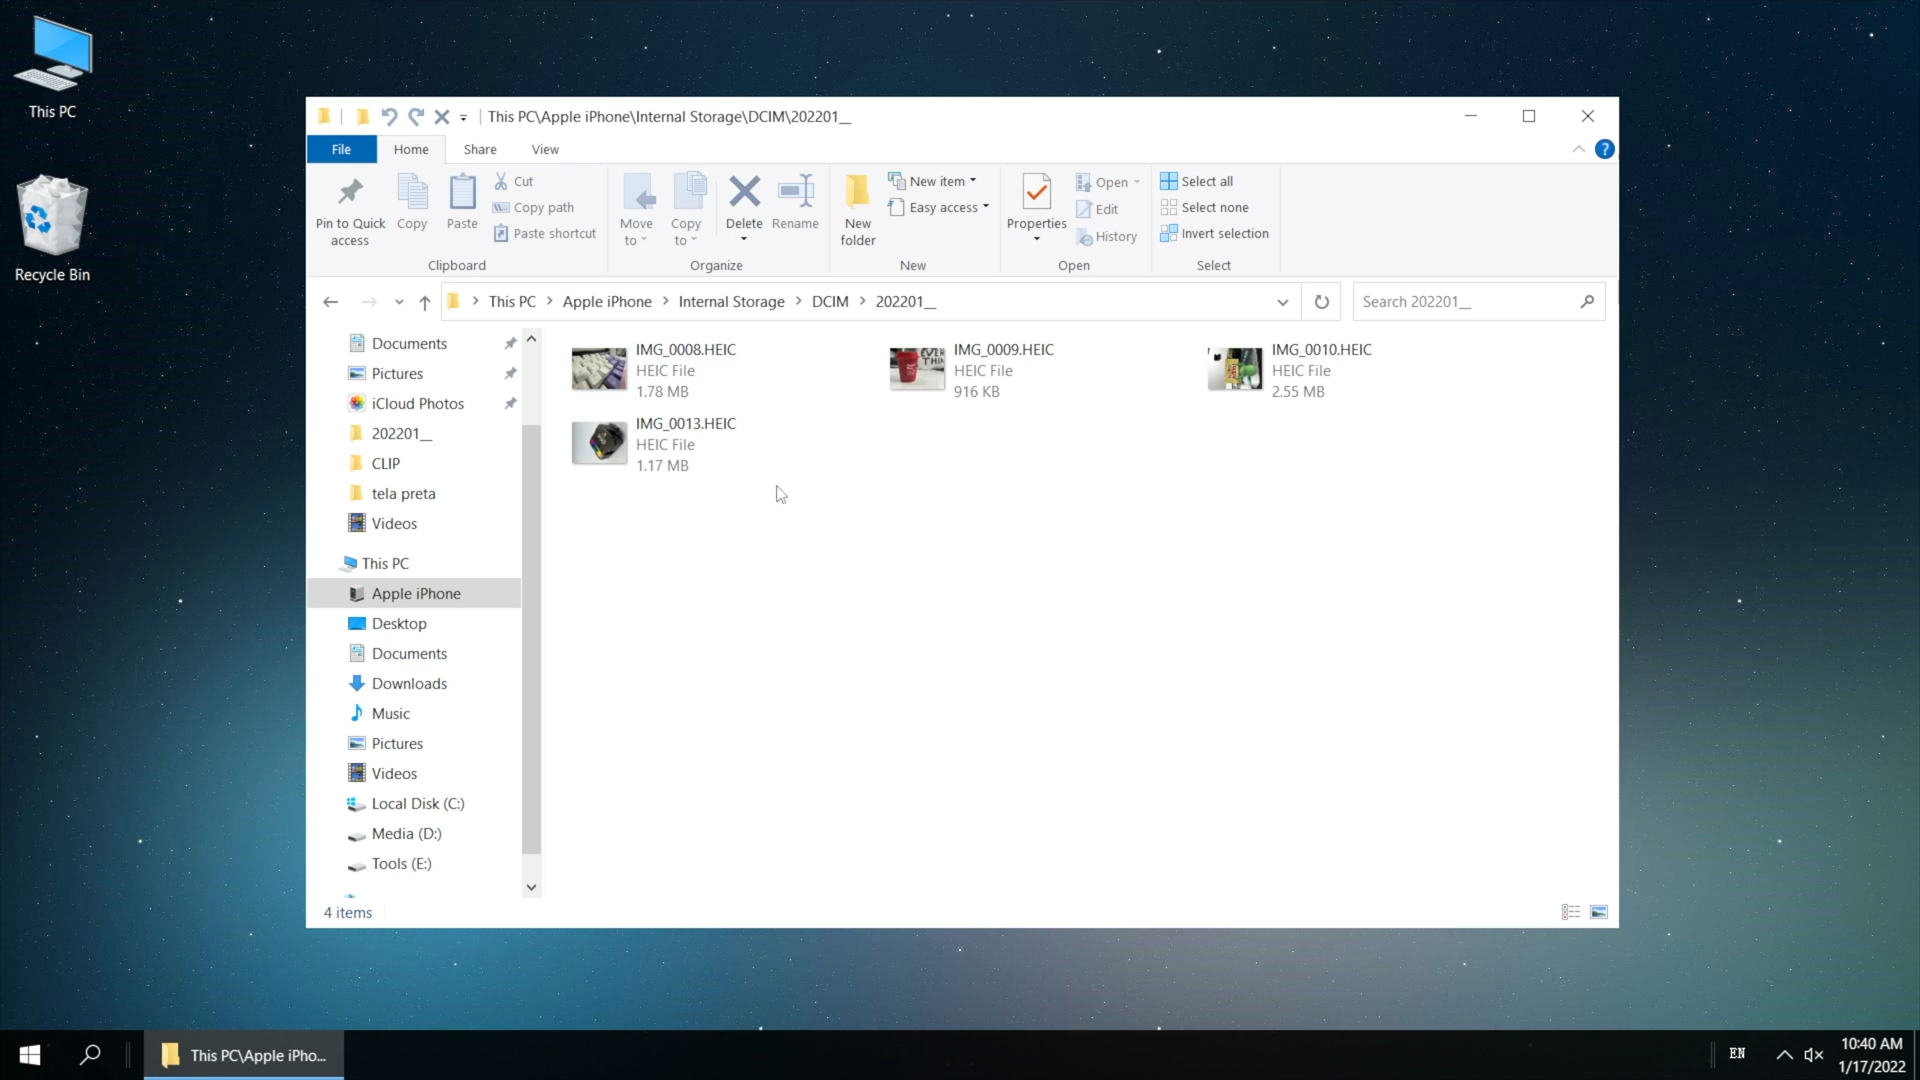 This PC
Recycle Bin
This PC\Apple iPhone\Internal Storage\DCIM\202201__
File
Home
Share
View
Pin to Quick access
Copy
Paste
Cut
Copy path
Paste shortcut
Clipboard
Move to
Copy to
Delete
Rename
Organize
New folder
New item
Easy access
New
Properties
Open
Edit
History
Open
Select all
Select none
Invert selection
Select
This PC
Apple iPhone
Internal Storage
DCIM
202201__
Search 202201__
Documents
Pictures
iCloud Photos
202201__
CLIP
tela preta
Videos
This PC
Apple iPhone
Desktop
Documents
Downloads
Music
Pictures
Videos
Local Disk (C:)
Media (D:)
Tools (E:)
IMG_0008.HEIC
HEIC File
1.78 MB
IMG_0009.HEIC
HEIC File
916 KB
IMG_0010.HEIC
HEIC File
2.55 MB
IMG_0013.HEIC
HEIC File
1.17 MB
4 items
This PC\Apple iPho...
EN
10:40 AM
1/17/2022